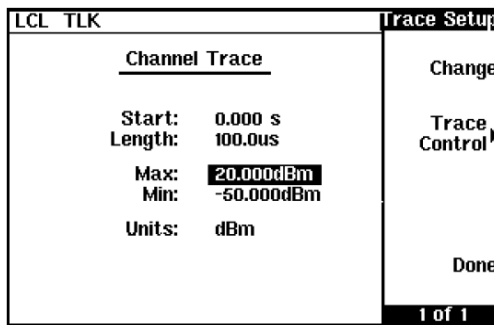 LCL TLK
Trace Setup
Channel Trace
Change
Start: 0.000 s
Length: 100.0us
Trace Control
Max: 20.000dBm
Min: -50.000dBm
Units: dBm
Done
1 of 1